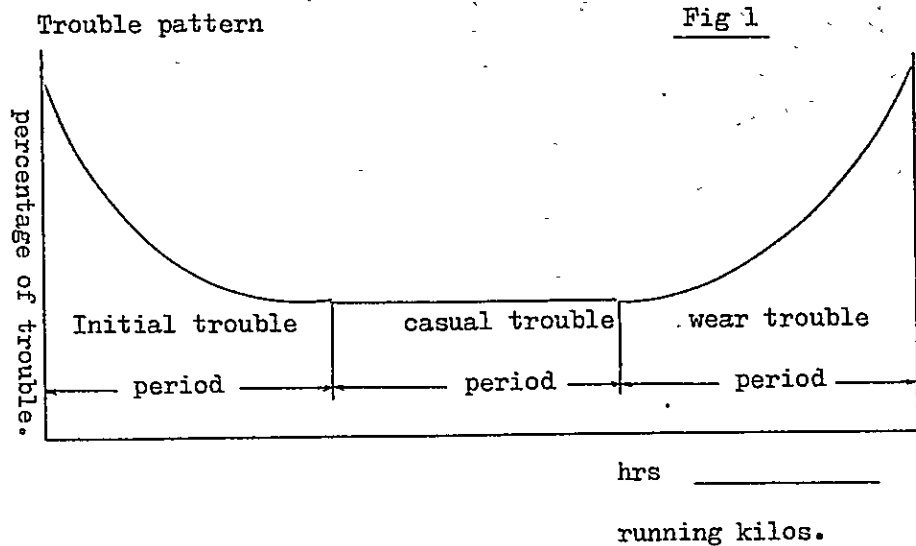 Trouble pattern
Fig 1
percentage of trouble.
Initial trouble
casual trouble
wear trouble
period
period
period
hrs
running kilos.